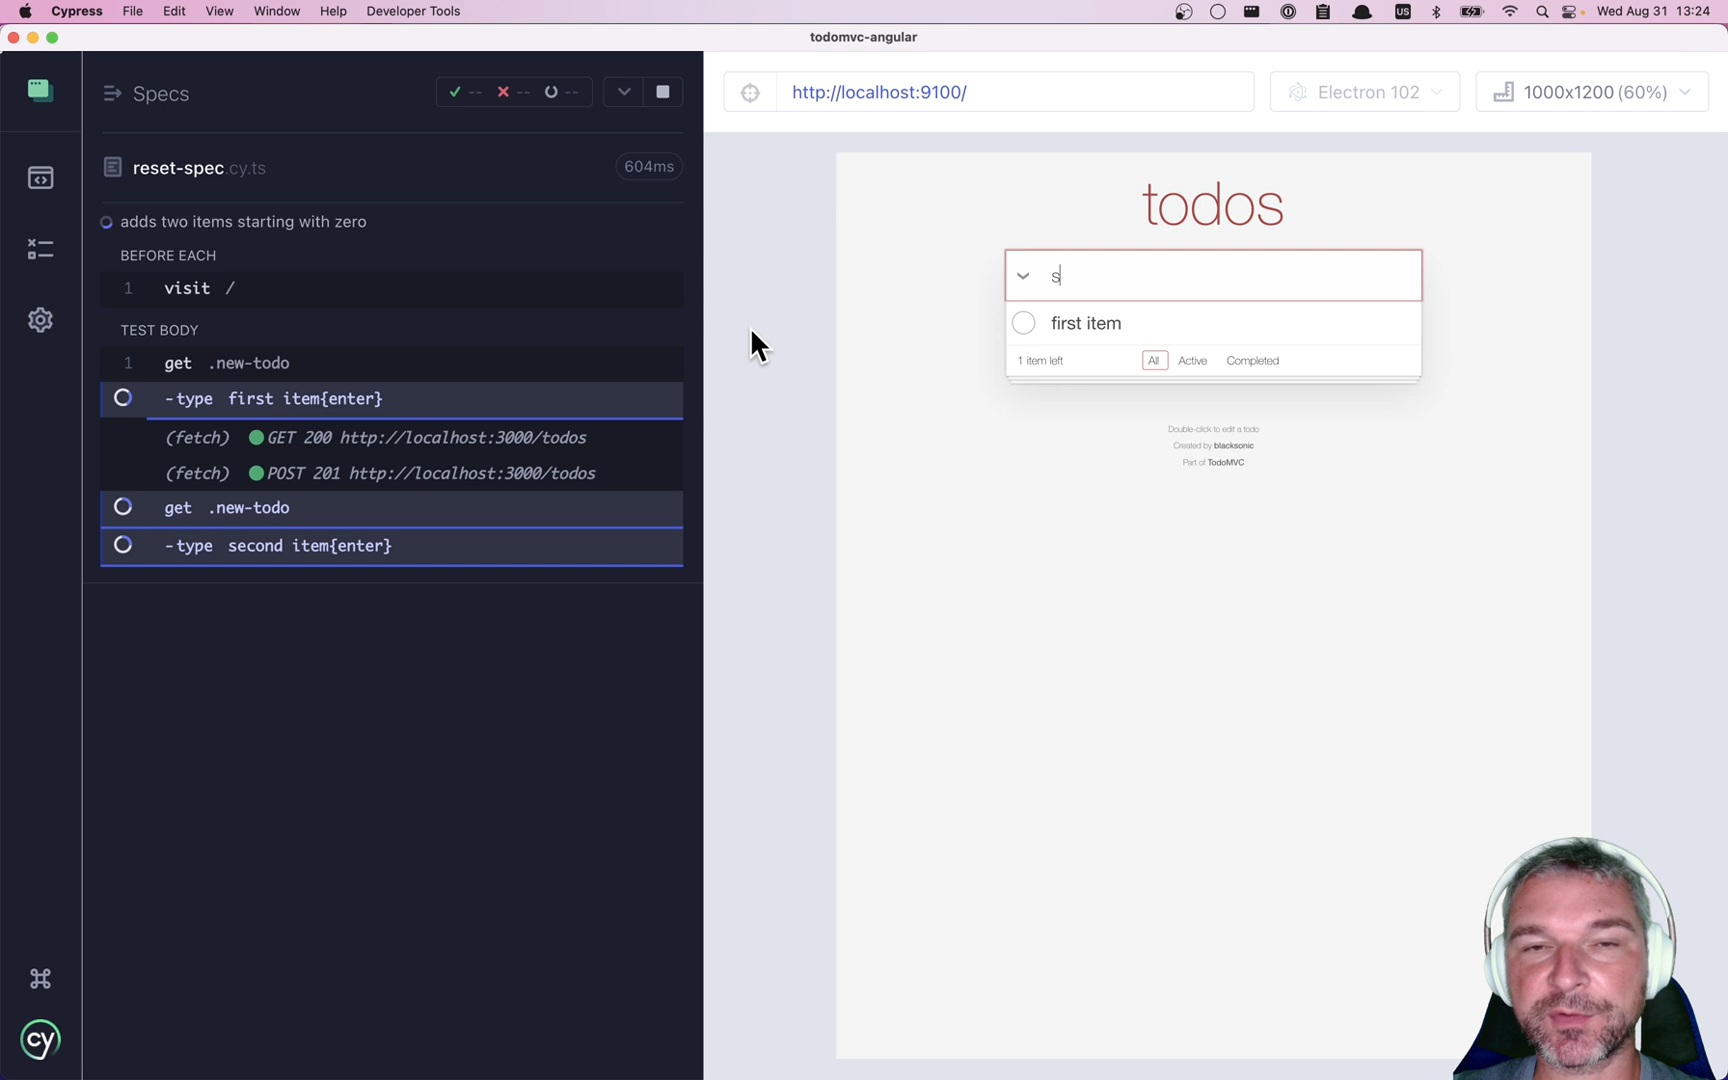 Cypress File Edit View Window Help Developer Tools US Wed Aug 31 13:24
todomvc-angular
Specs -- -- --
http://localhost:9100/
Electron 102
1000x1200 (60%)
reset-spec.cy.ts 604ms
adds two items starting with zero
BEFORE EACH
1 visit /
TEST BODY
1 get .new-todo
-type first item{enter}
(fetch) GET 200 http://localhost:3000/todos
(fetch) POST 201 http://localhost:3000/todos
get .new-todo
-type second item{enter}
cy
todos
s
first item
1 item left All Active Completed
Double-click to edit a todo
Created by blacksonic
Part of TodoMVC